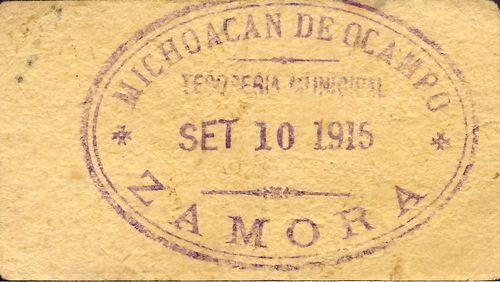 MICHOACAN DE OCAMPO
TESORERIA MUNICIPAL
SET 10 1915
ZAMORA